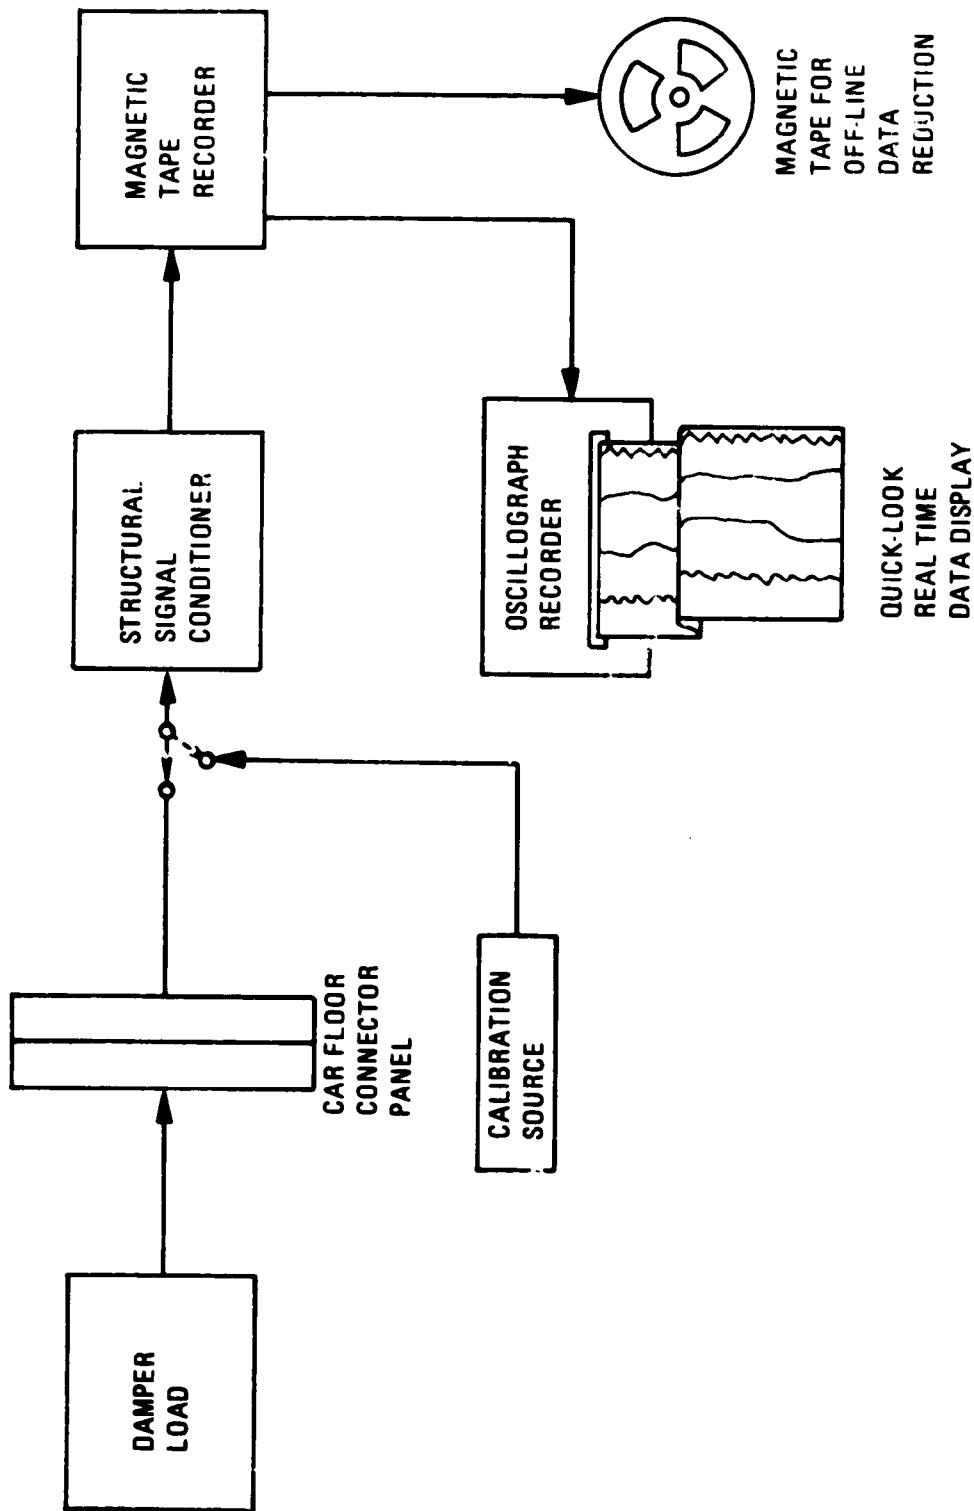 DAMPER
LOAD
CAR FLOOR
CONNECTOR
PANEL
CALIBRATION
SOURCE
STRUCTURAL
SIGNAL
CONDITIONER
OSCILLOGRAPH
RECORDER
QUICK-LOOK
REAL TIME
DATA DISPLAY
MAGNETIC
TAPE
RECORDER
MAGNETIC
TAPE FOR
OFF-LINE
DATA
REDUCTION